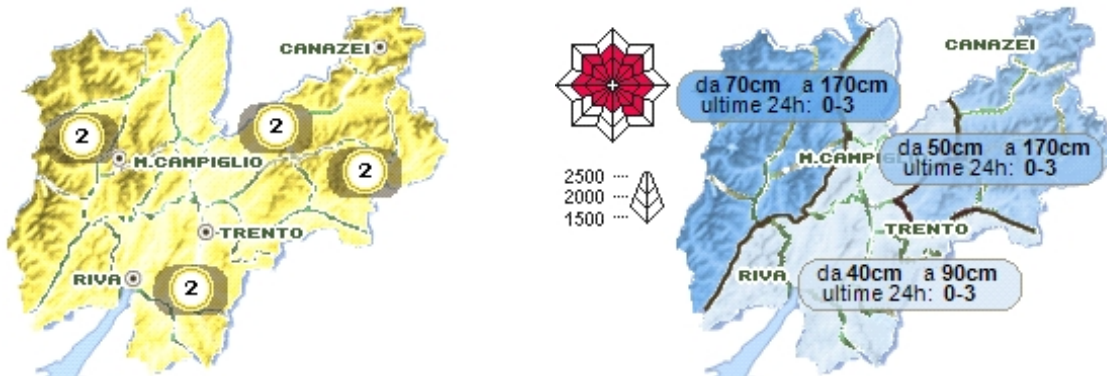 CANAZEI
2
2
M.CAMPIGLIO
2
TRENTO
RIVA
2
CANAZEI
da 70cm a 170cm
ultime 24h: 0-3
M.CAMPIGL
da 50cm a 170cm
ultime 24h: 0-3
2500
2000
1500
TRENTO
RIVA
da 40cm a 90cm
ultime 24h: 0-3